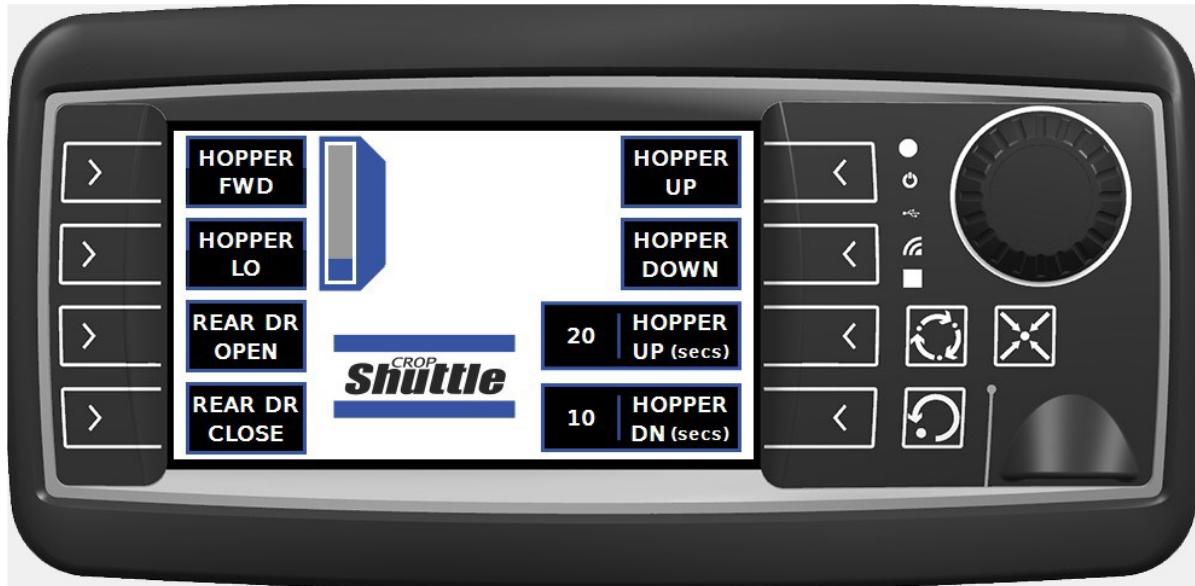 HOPPER
FWD
HOPPER
UP
HOPPER
LO
HOPPER
DOWN
REAR DR
OPEN
20
HOPPER
UP (secs)
CROP
Shuttle
REAR DR
CLOSE
10
HOPPER
DN (secs)